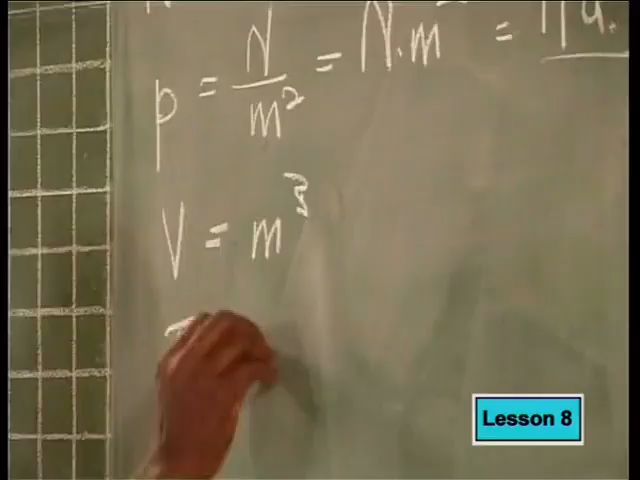 p = N/m² = N.m⁻² = Pa.
V = m³
Lesson 8